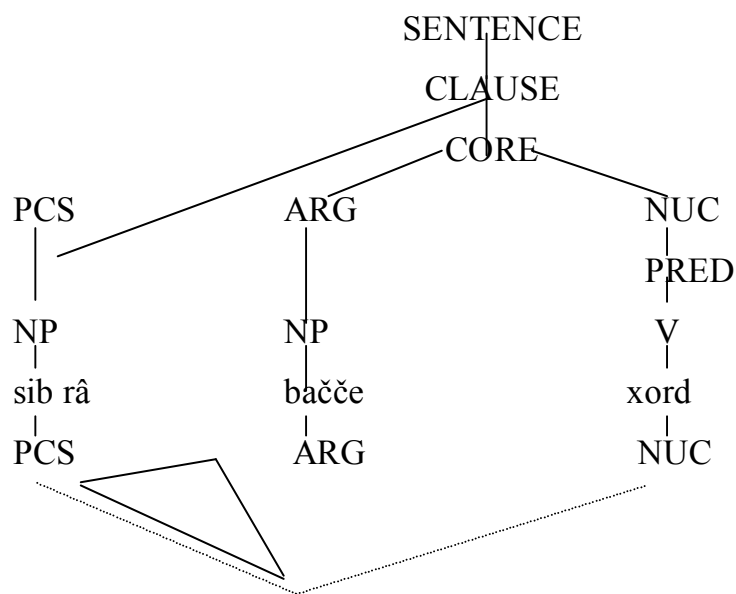 SENTENCE
CLAUSE
CORE
PCS ARG NUC
PRED
NP NP V
sib râ bačče xord
PCS ARG NUC